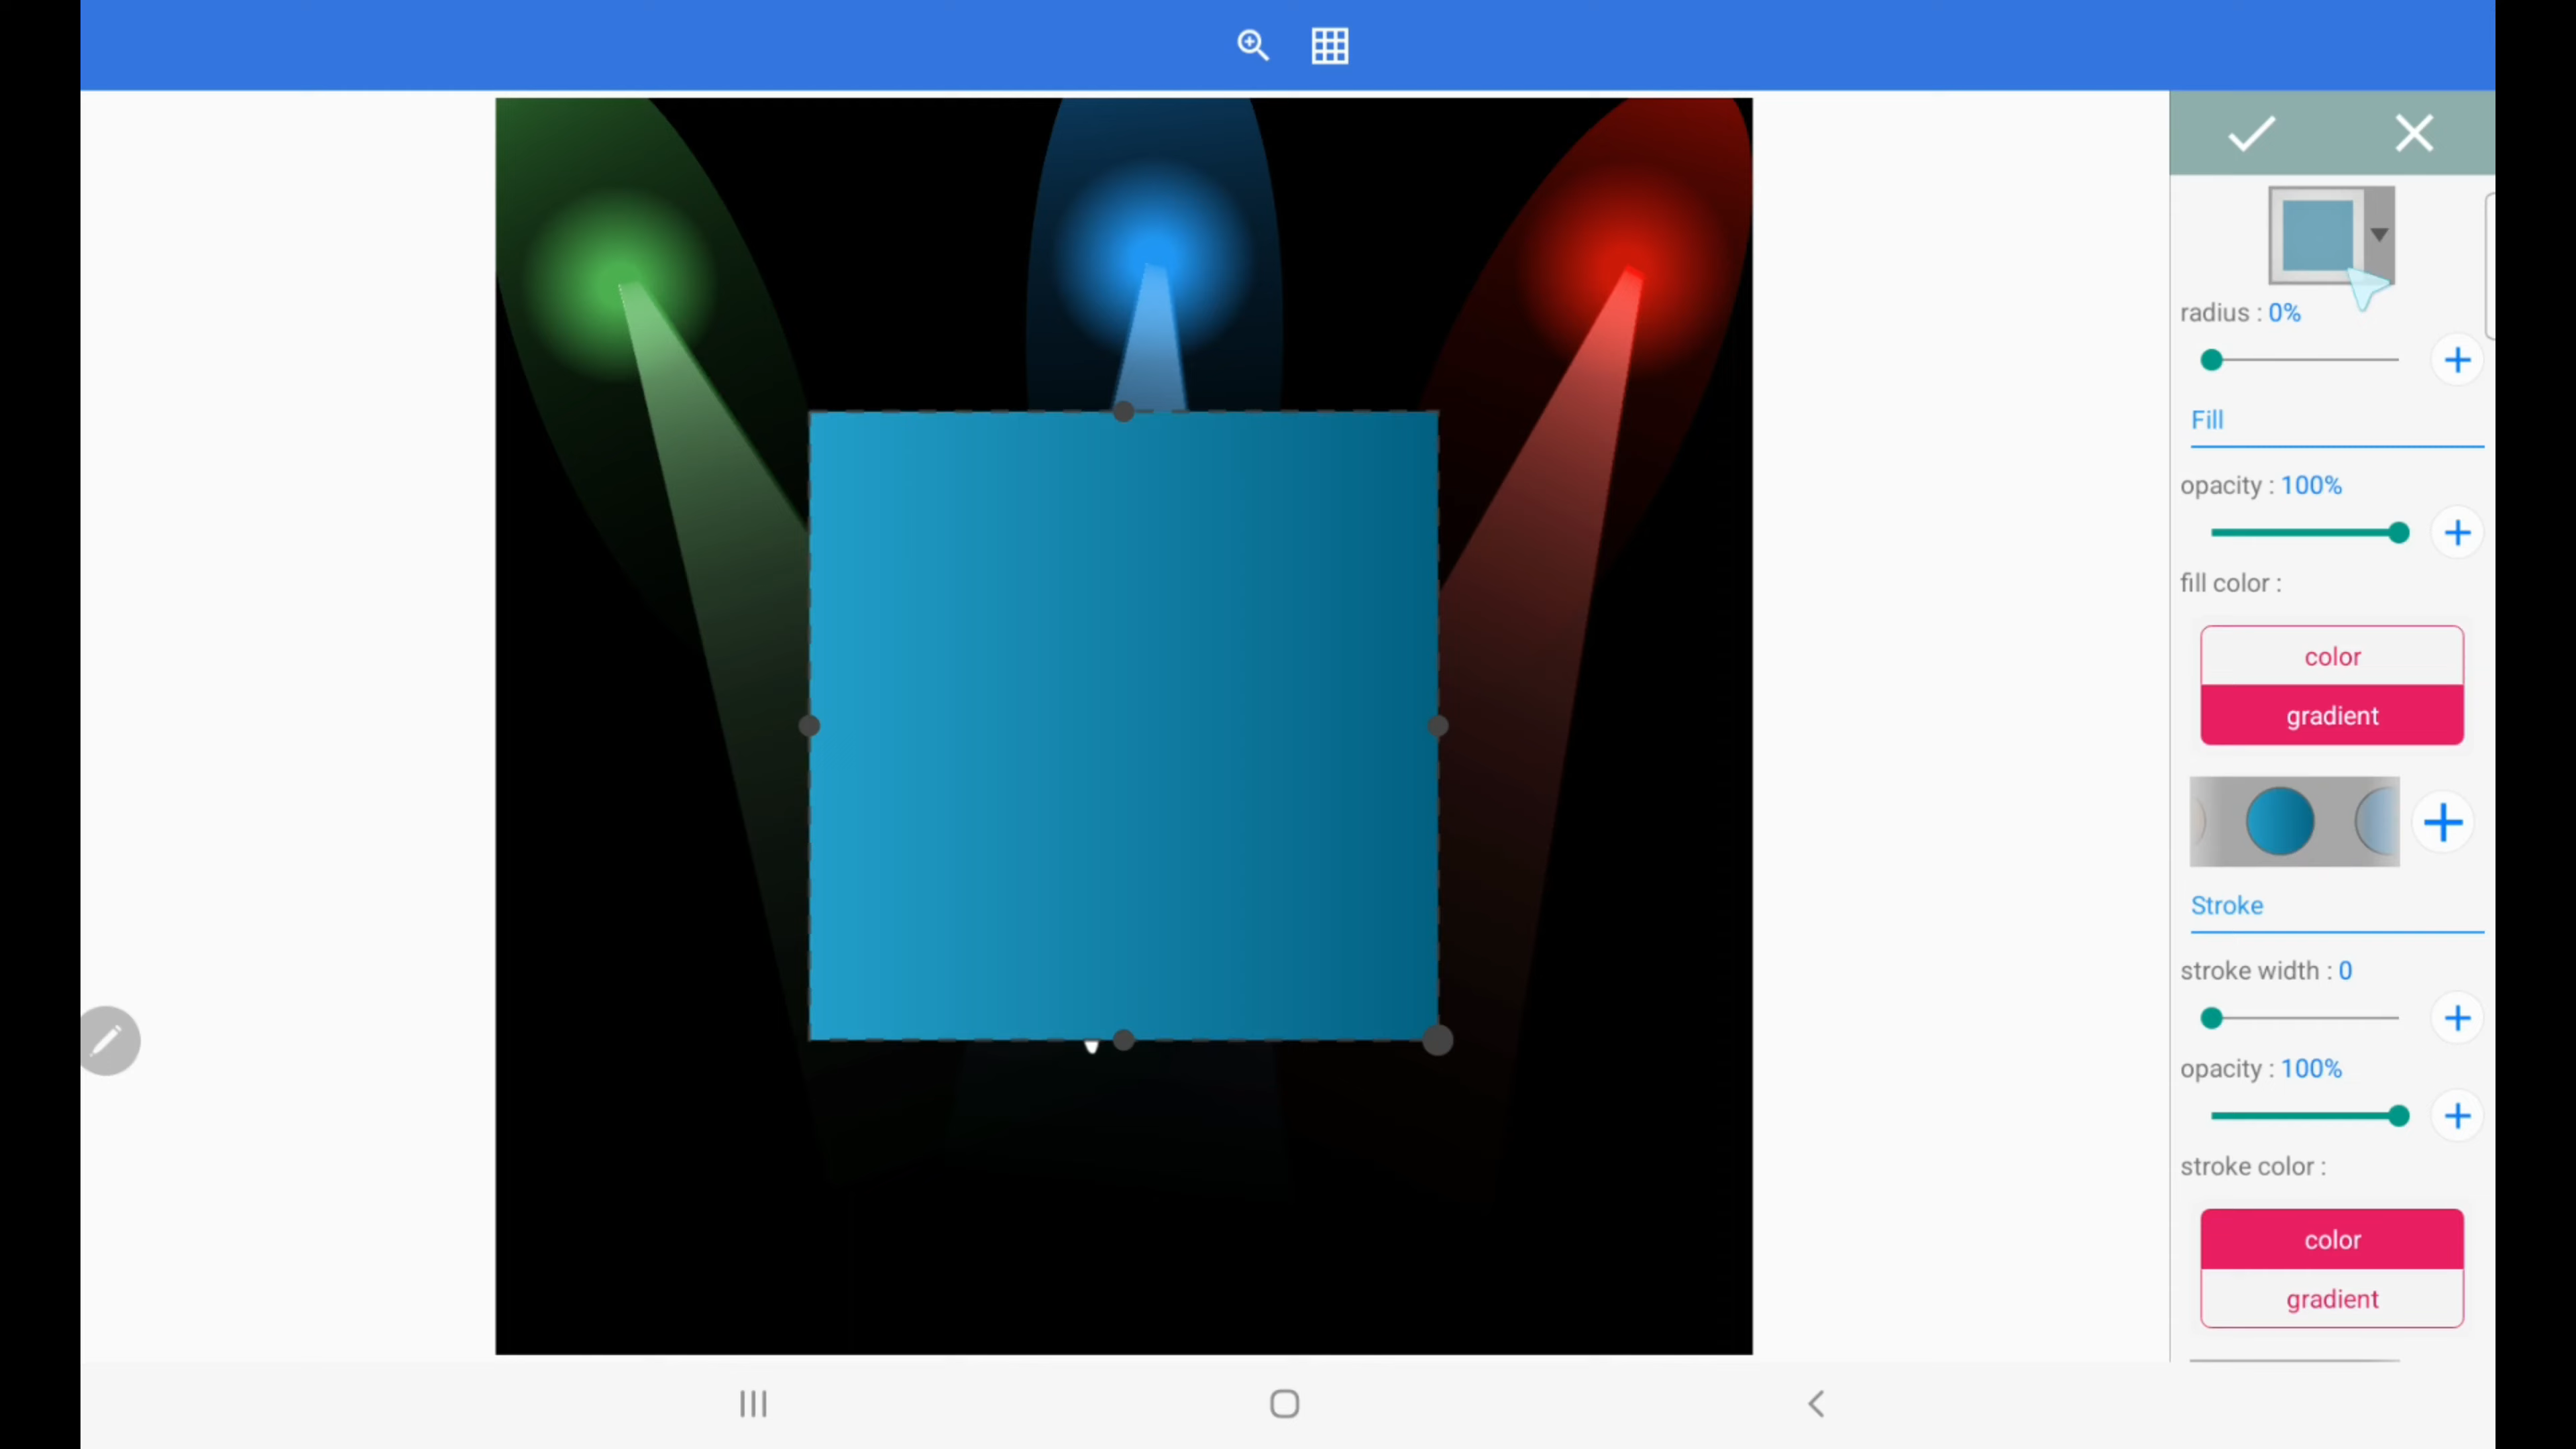 radius : 0%
Fill
opacity : 100%
fill color :
color
gradient
Stroke
stroke width : 0
opacity : 100%
stroke color :
color
gradient